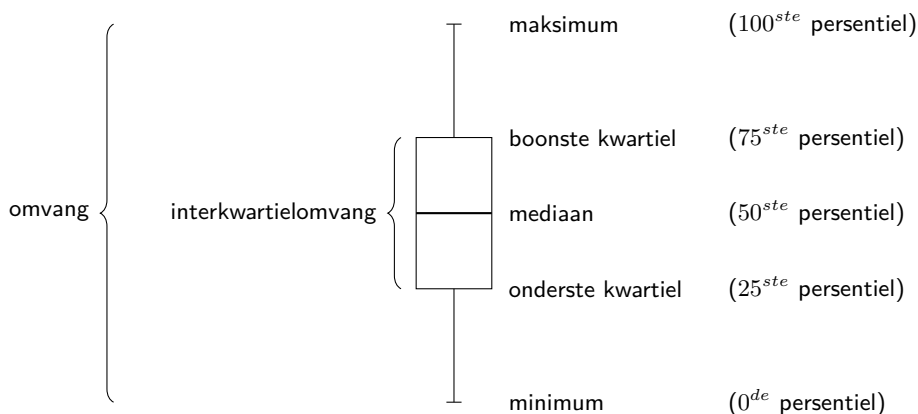 maksimum (100^ste persentiel)
boonste kwartiel (75^ste persentiel)
omvang interkwartielomvang mediaan (50^ste persentiel)
onderste kwartiel (25^ste persentiel)
minimum (0^de persentiel)